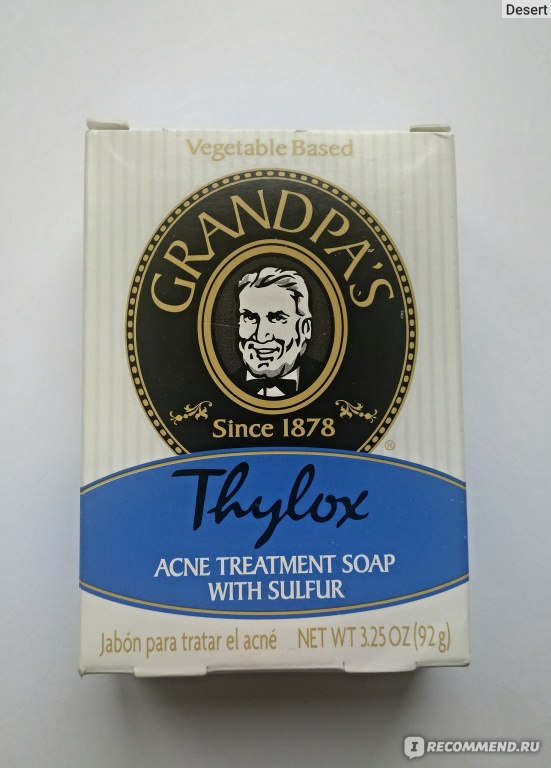 Desert
Vegetable Based
GRANDPA'S
Since 1878
®
Thylox
ACNE TREATMENT SOAP
WITH SULFUR
Jabón para tratar el acné NET WT 3.25 OZ (92 g)
I RECOMMEND.RU